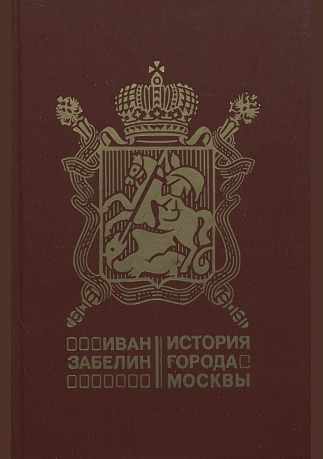 ИВАН
ЗАБЕЛИН
ИСТОРИЯ
ГОРОДА
МОСКВЫ